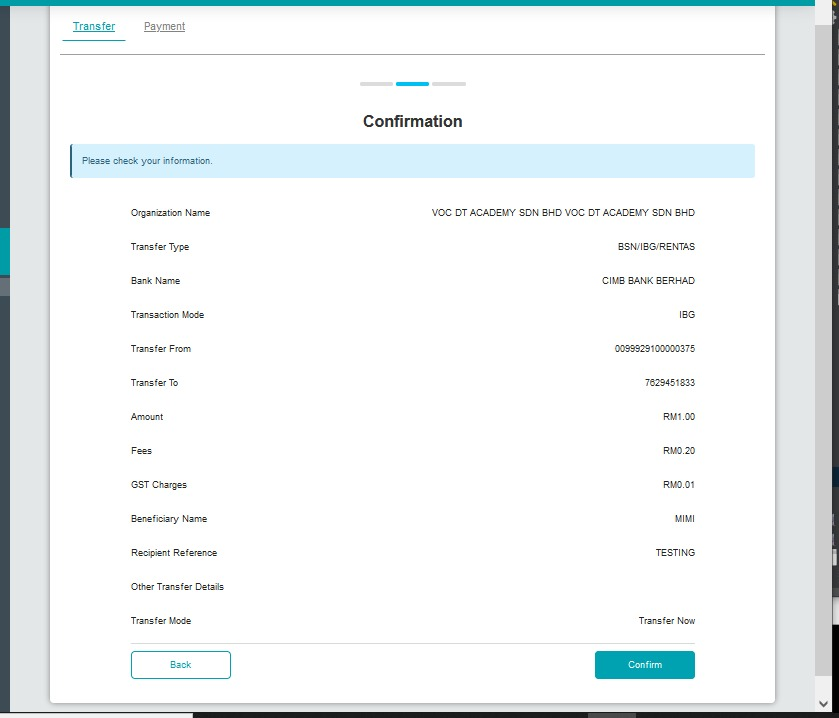 Transfer Payment
Confirmation
Please check your information.
Organization Name VOC DT ACADEMY SDN BHD VOC DT ACADEMY SDN BHD
Transfer Type BSN/IBG/RENTAS
Bank Name CIMB BANK BERHAD
Transaction Mode IBG
Transfer From 0099929100000375
Transfer To 7629451833
Amount RM1.00
Fees RM0.20
GST Charges RM0.01
Beneficiary Name MIMI
Recipient Reference TESTING
Other Transfer Details
Transfer Mode Transfer Now
Back Confirm